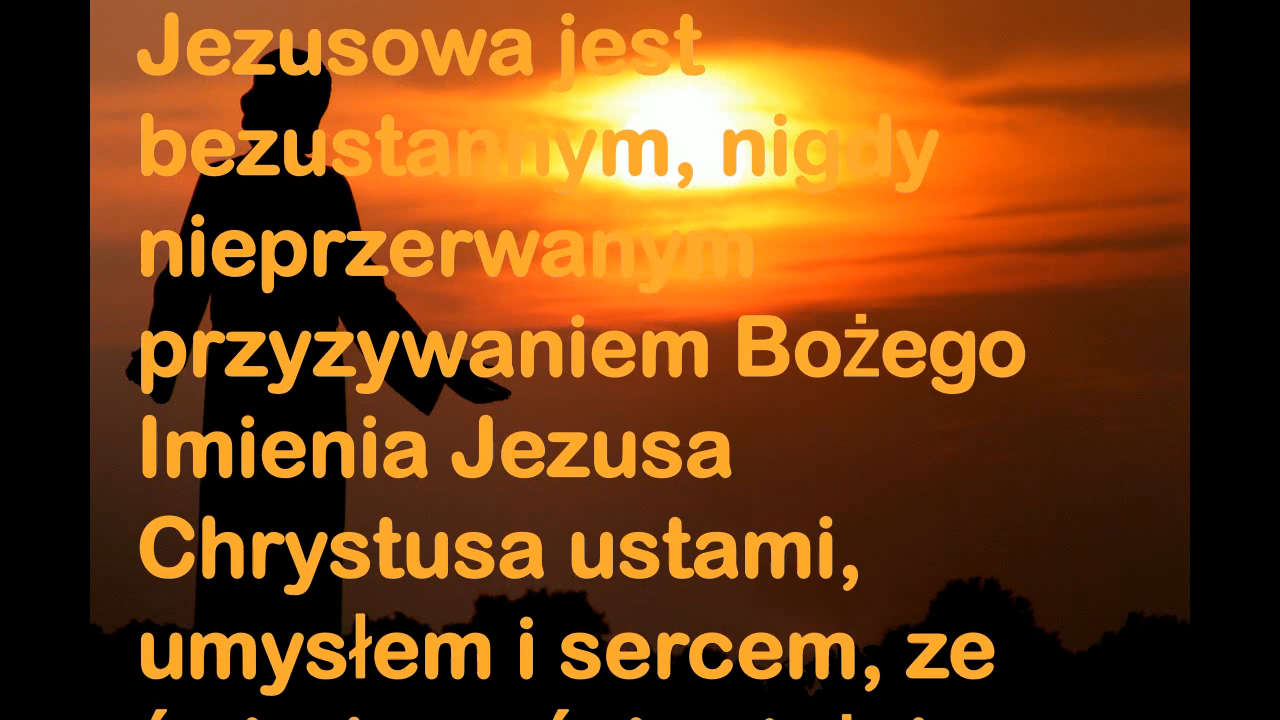 Jezusowa jest
bezustannym, nigdy
nieprzerwanym
przyzywaniem Bożego
Imienia Jezusa
Chrystusa ustami,
umysłem i sercem, ze